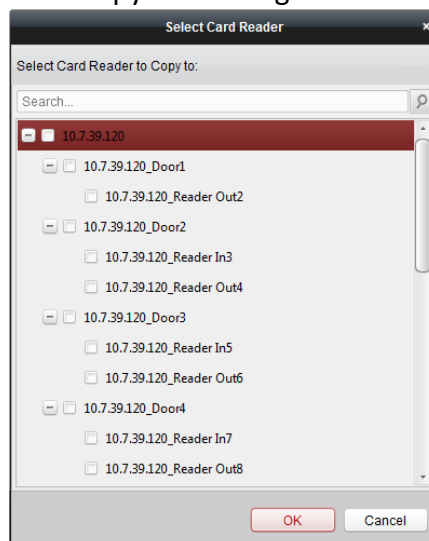 Select Card Reader
Select Card Reader to Copy to:
Search...
10.7.39.120
10.7.39.120_Door1
10.7.39.120_Reader Out2
10.7.39.120_Door2
10.7.39.120_Reader In3
10.7.39.120_Reader Out4
10.7.39.120_Door3
10.7.39.120_Reader In5
10.7.39.120_Reader Out6
10.7.39.120_Door4
10.7.39.120_Reader In7
10.7.39.120_Reader Out8
OK Cancel